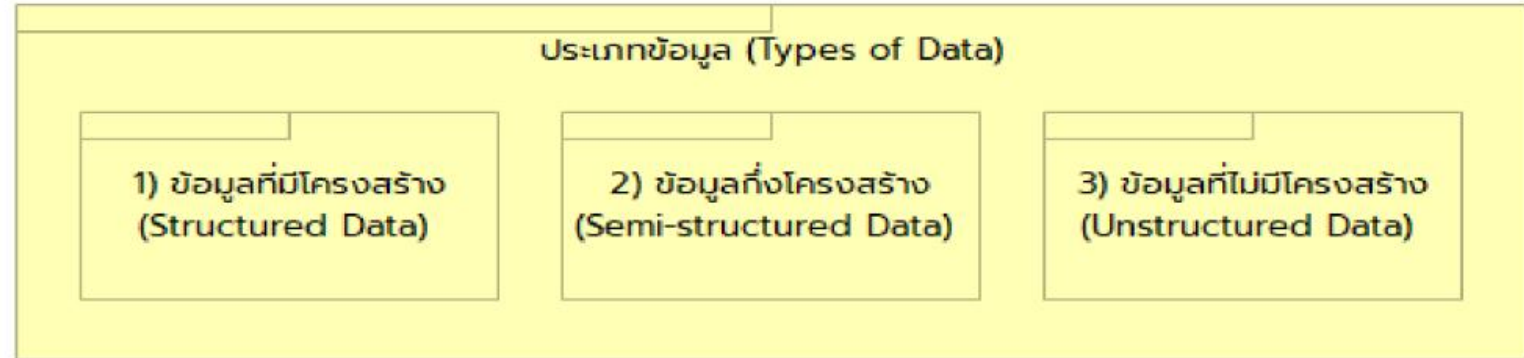 ประเภทข้อมูล (Types of Data)
1) ข้อมูลที่มีโครงสร้าง
(Structured Data)
2) ข้อมูลกึ่งโครงสร้าง
(Semi-structured Data)
3) ข้อมูลที่ไม่มีโครงสร้าง
(Unstructured Data)